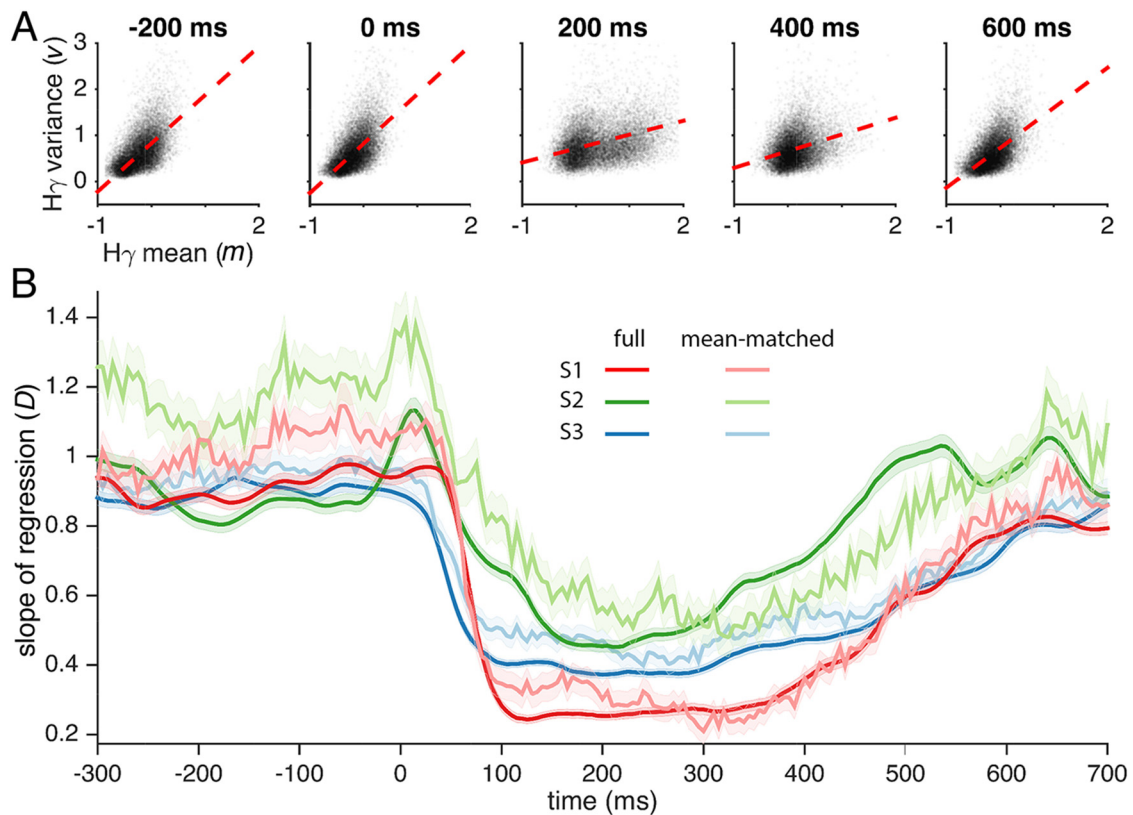 A
-200 ms 0 ms 200 ms 400 ms 600 ms
Hγ variance (v)
3
2
1
0
-1 2 -1 2 -1 2 -1 2 -1 2
Hγ mean (m)
B
slope of regression (D)
1.4
1.2
1
0.8
0.6
0.4
0.2
full mean-matched
S1
S2
S3
-300 -200 -100 0 100 200 300 400 500 600 700
time (ms)